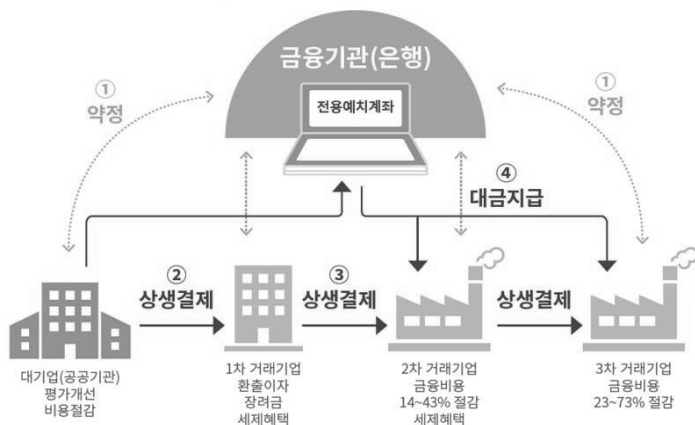 금융기관(은행)
전용예치계좌
①
약정
①
약정
④
대금지급
②
상생결제
③
상생결제
상생결제
대기업(공공기관)
평가개선
비용절감
1차 거래기업
환출이자
장려금
세제혜택
2차 거래기업
금융비용
14~43% 절감
세제혜택
3차 거래기업
금융비용
23~73% 절감